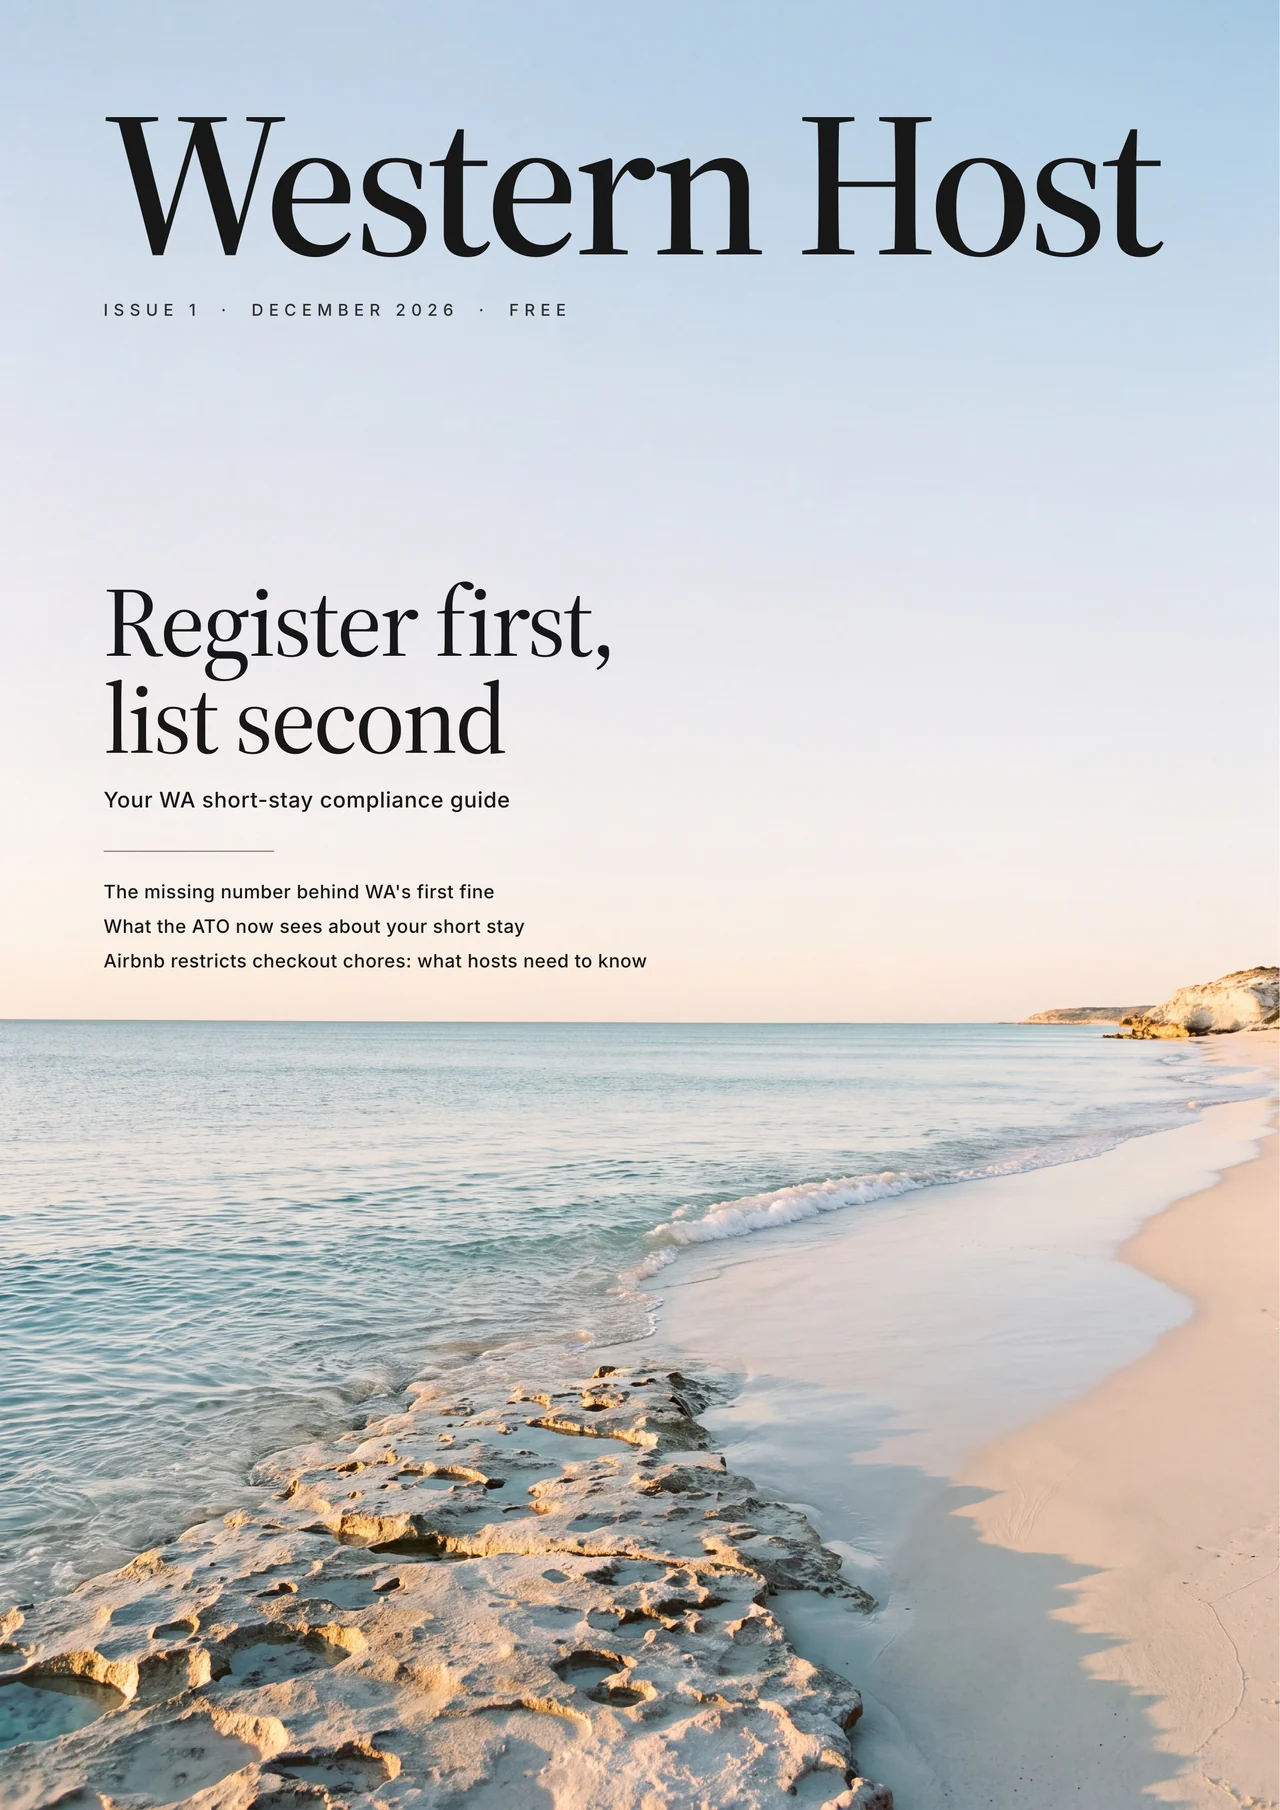 Western Host
ISSUE 1 · DECEMBER 2026 · FREE
Register first,
list second
Your WA short-stay compliance guide
The missing number behind WA's first fine
What the ATO now sees about your short stay
Airbnb restricts checkout chores: what hosts need to know